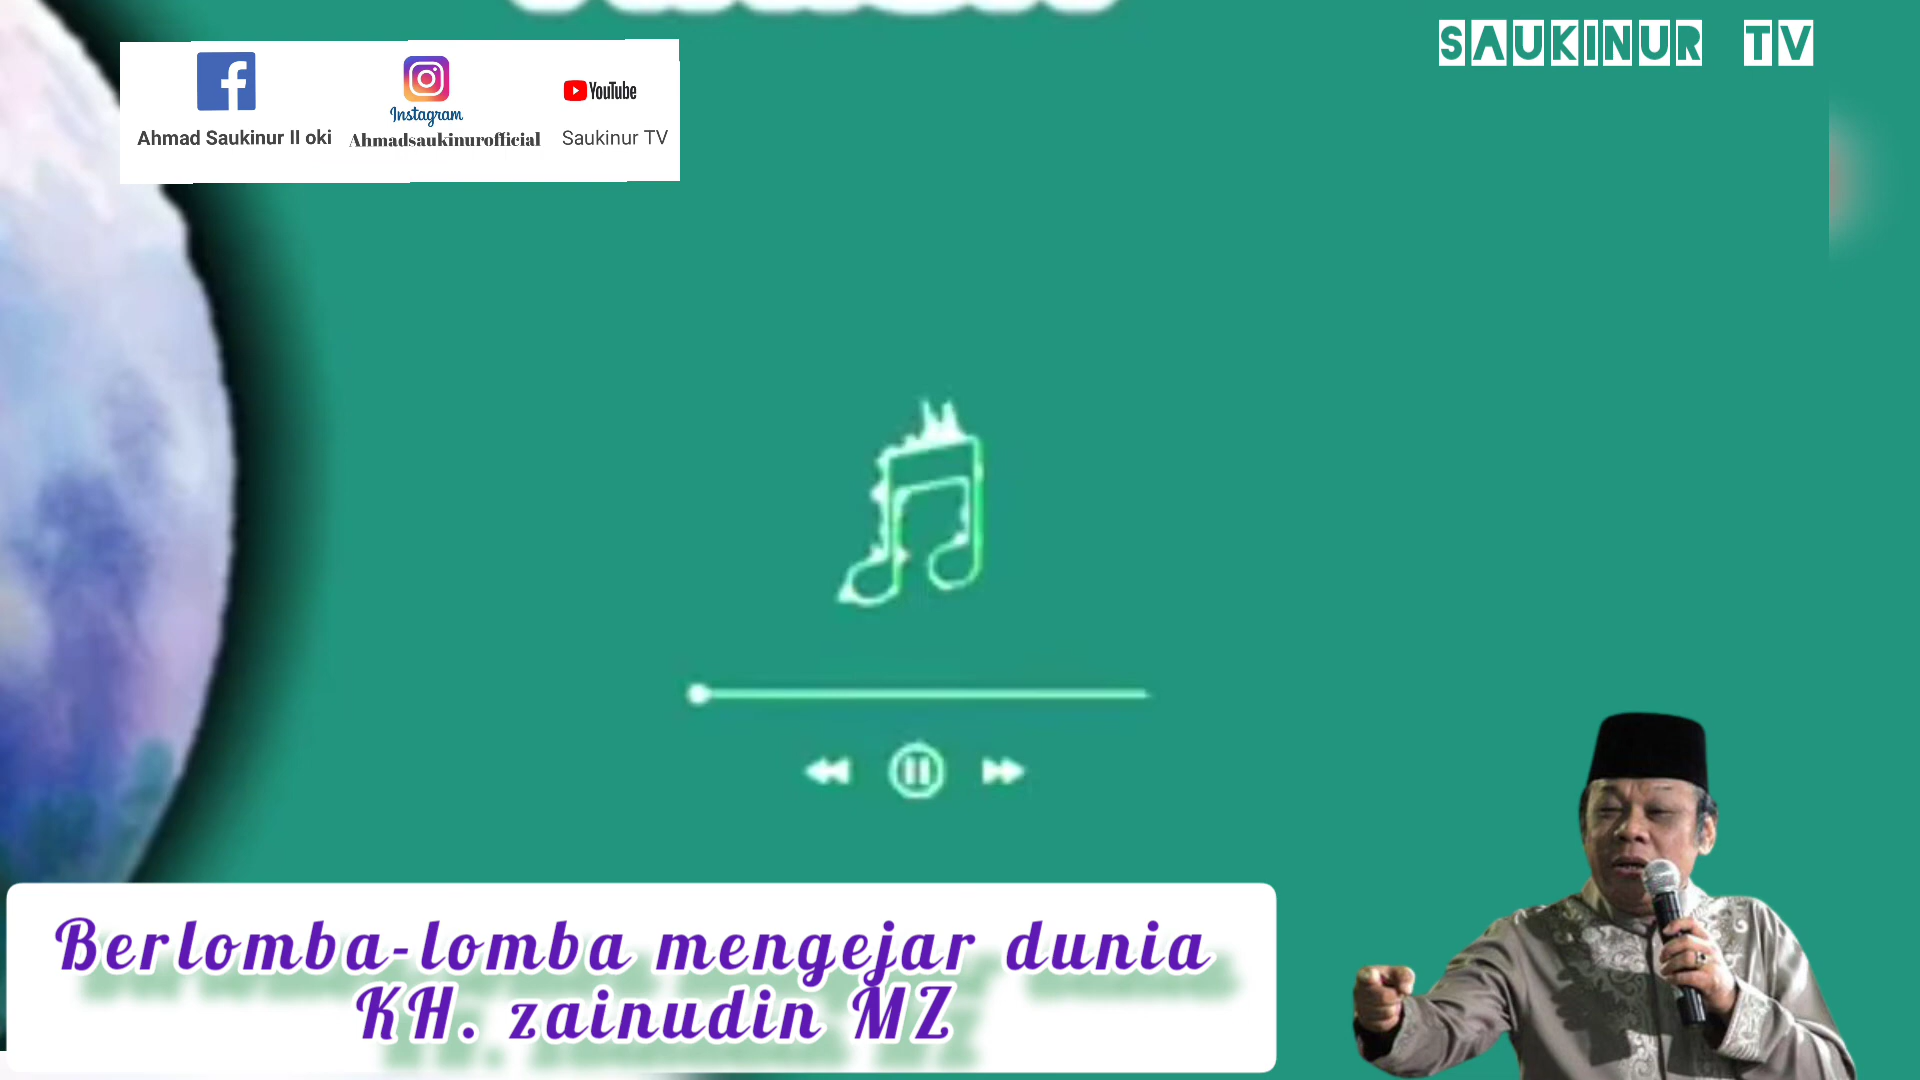 SAUKINUR TV
Instagram
YouTube
Ahmad Saukinur II oki
Ahmadsaukinurofficial
Saukinur TV
Berlomba-lomba mengejar dunia
KH. zainudin MZ